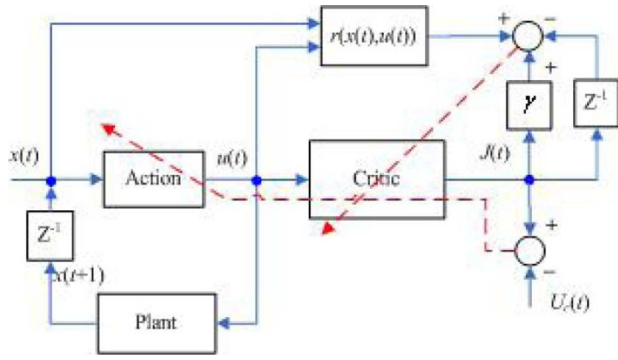 r(x(t),u(t))
+
−
+
γ
Z-1
x(t)
u(t)
J(t)
Action
Critic
Z-1
+
−
x(t+1)
Uc(t)
Plant